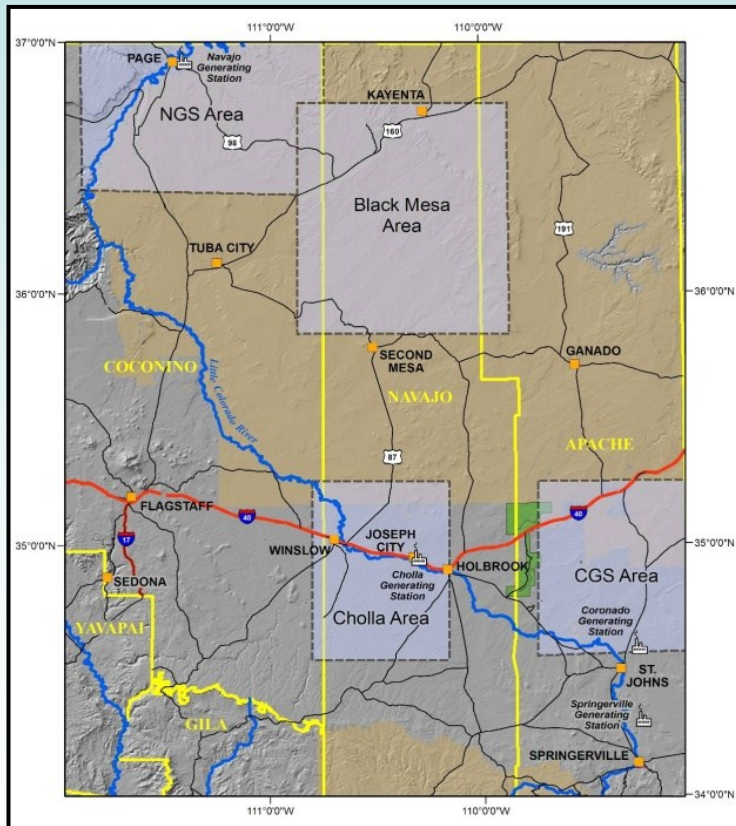 111°0'0"W
110°0'0"W
37°0'0"N
PAGE
Navajo
Generating
Station
NGS Area
98
KAYENTA
160
Black Mesa
Area
191
TUBA CITY
36°0'0"N
36°0'0"N
SECOND
MESA
GANADO
COCONINO
Little Colorado River
NAVAJO
APACHE
87
FLAGSTAFF
40
40
17
35°0'0"N
35°0'0"N
WINSLOW
JOSEPH
CITY
HOLBROOK
Cholla
Generating
Station
Cholla Area
CGS Area
SEDONA
YAVAPAI
Coronado
Generating
Station
ST.
JOHNS
GILA
Springerville
Generating
Station
SPRINGERVILLE
34°0'0"N
111°0'0"W
110°0'0"W